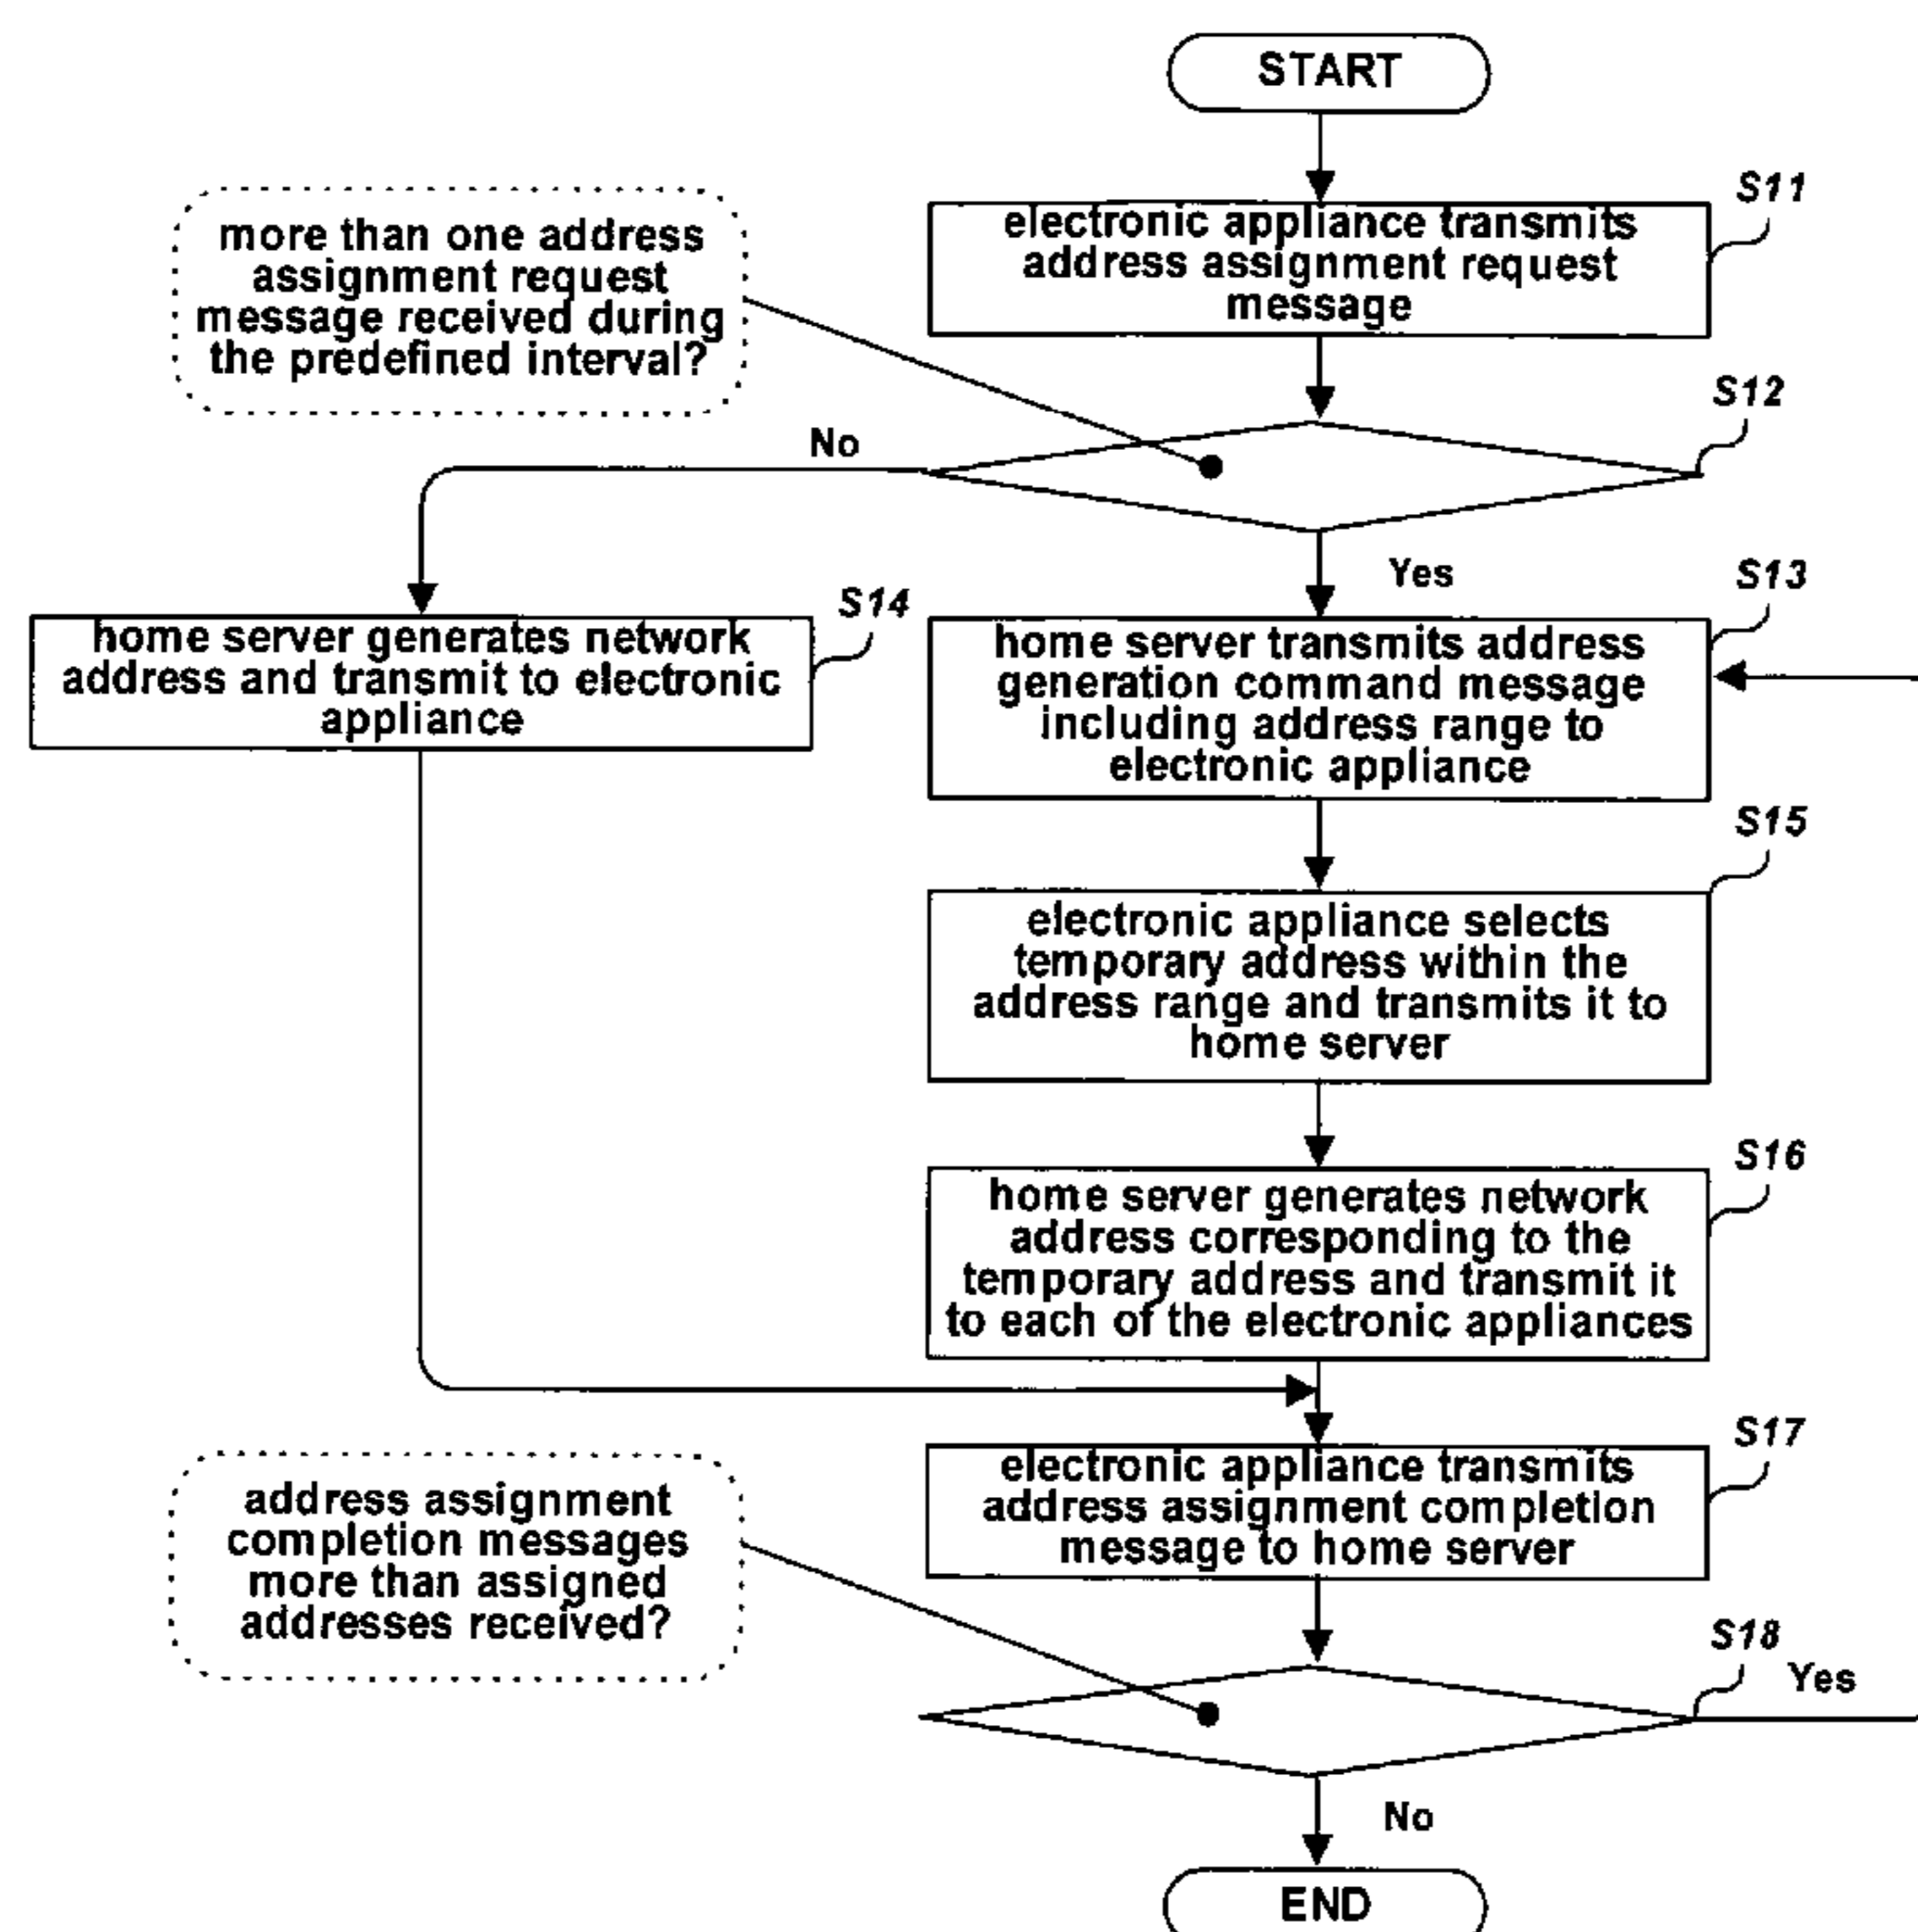 START
S11
electronic appliance transmits
address assignment request
message
more than one address
assignment request
message received during
the predefined interval?
S12
No
Yes
S13
S14
home server generates network
address and transmit to electronic
appliance
home server transmits address
generation command message
including address range to
electronic appliance
S15
electronic appliance selects
temporary address within the
address range and transmits it to
home server
S16
home server generates network
address corresponding to the
temporary address and transmit it
to each of the electronic appliances
S17
electronic appliance transmits
address assignment completion
message to home server
address assignment
completion messages
more than assigned
addresses received?
S18
Yes
No
END